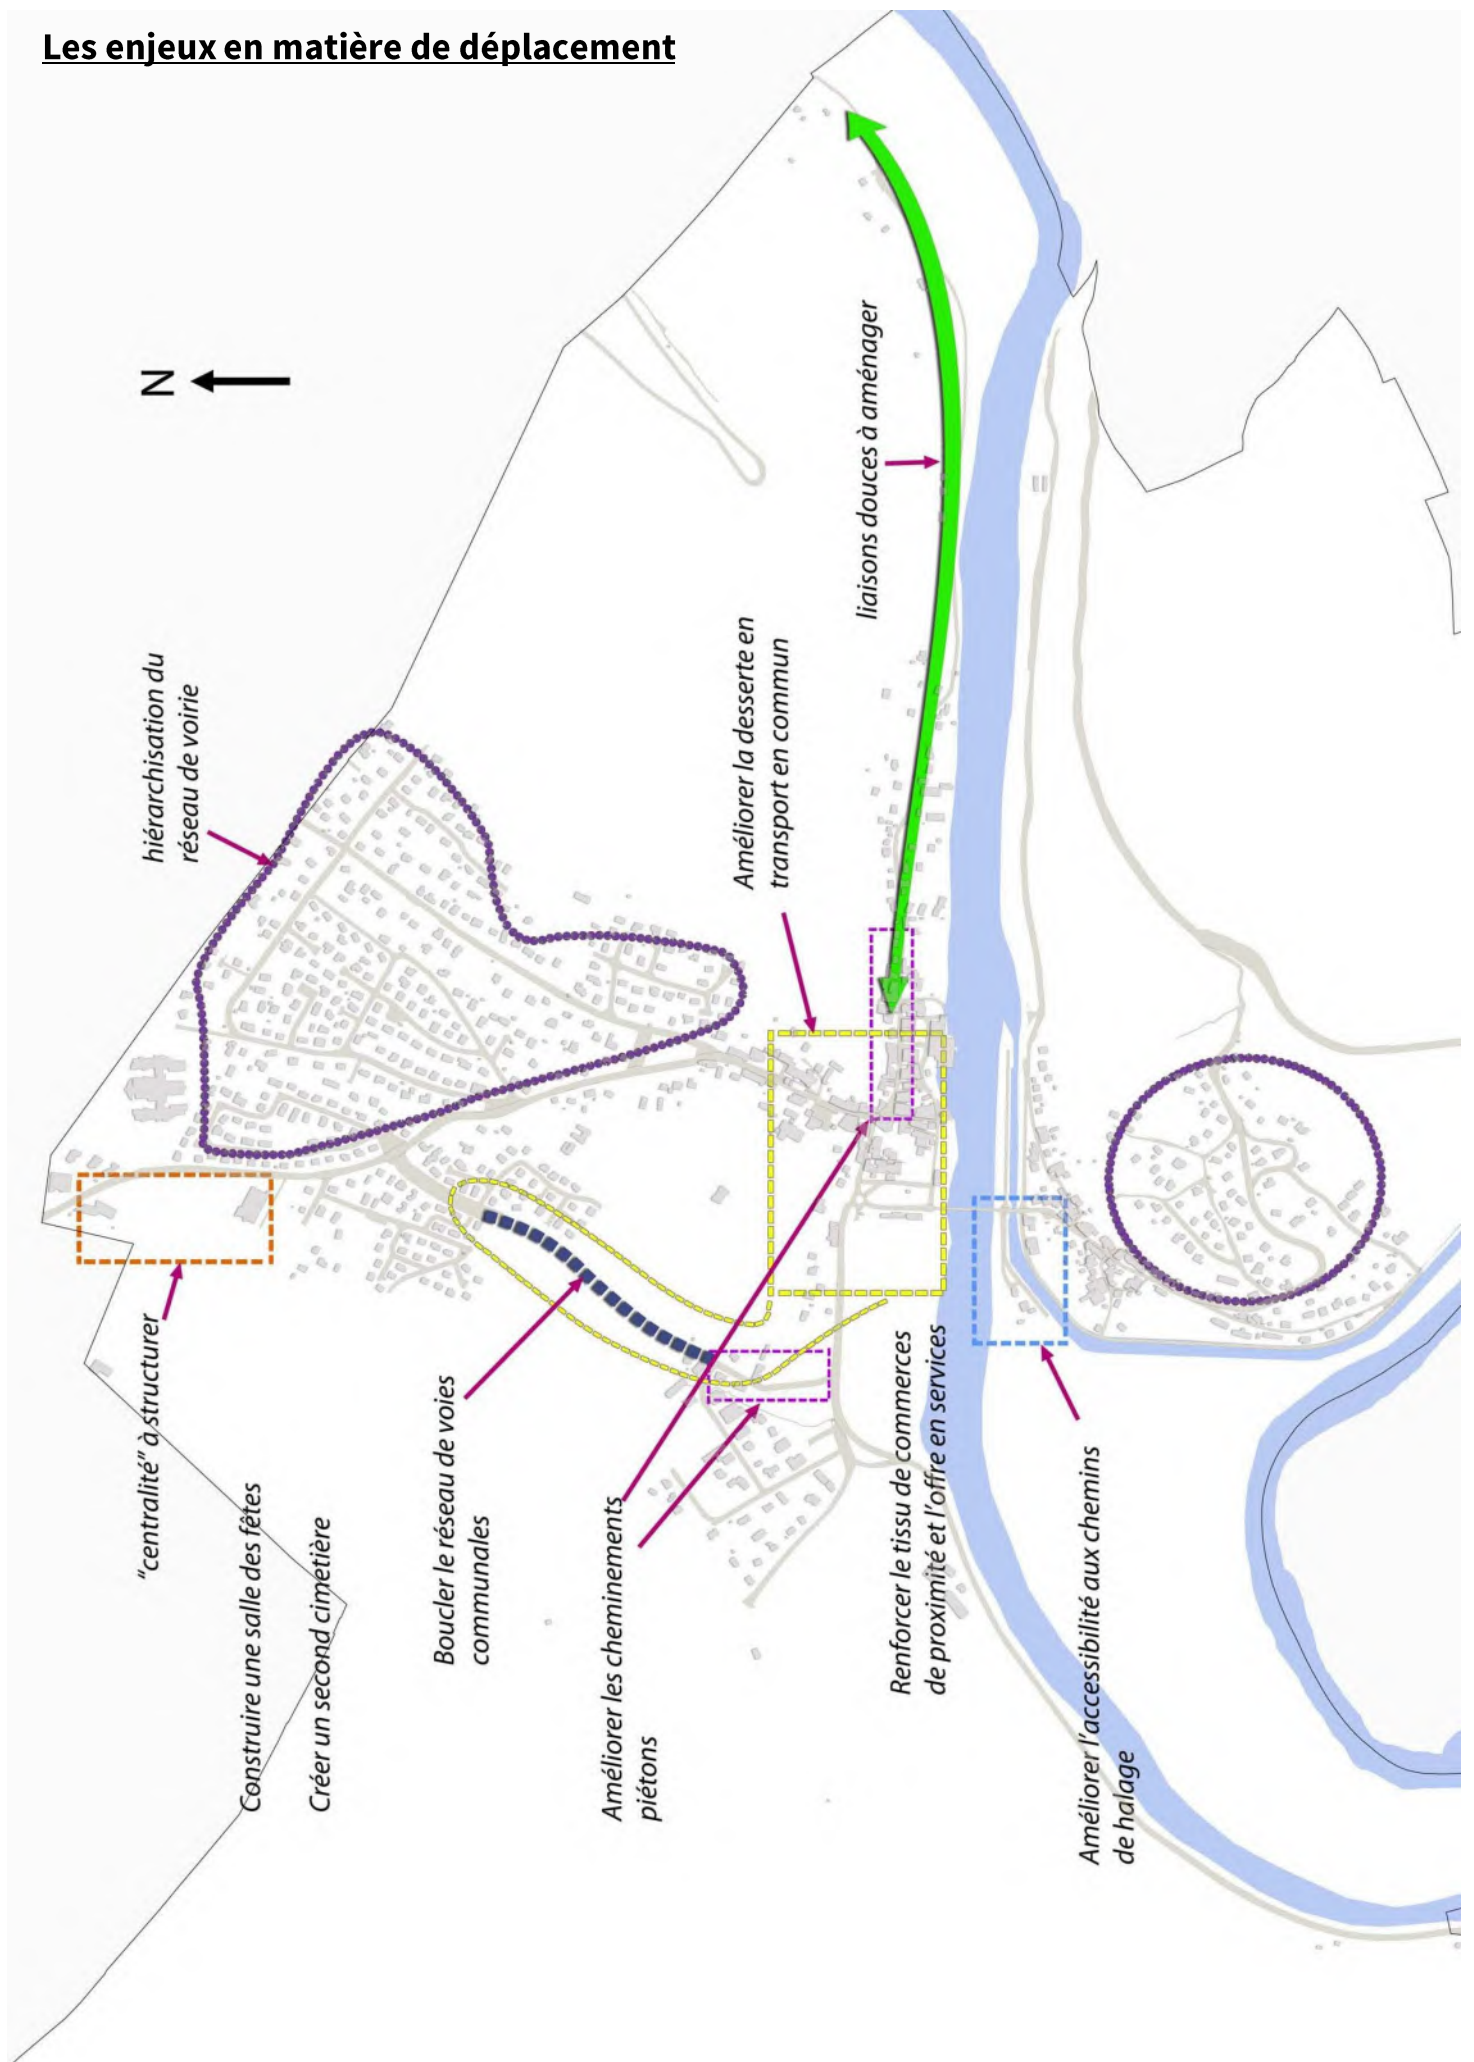 Les enjeux en matière de déplacement
N
hiérarchisation du
réseau de voirie
liaisons douces à aménager
Améliorer la desserte en
transport en commun
"centralité" à structurer
Construire une salle des fêtes
Créer un second cimetière
Boucler le réseau de voies
communales
Améliorer les cheminements
piétons
Renforcer le tissu de commerces
de proximité et l'offre en services
Améliorer l'accessibilité aux chemins
de halage